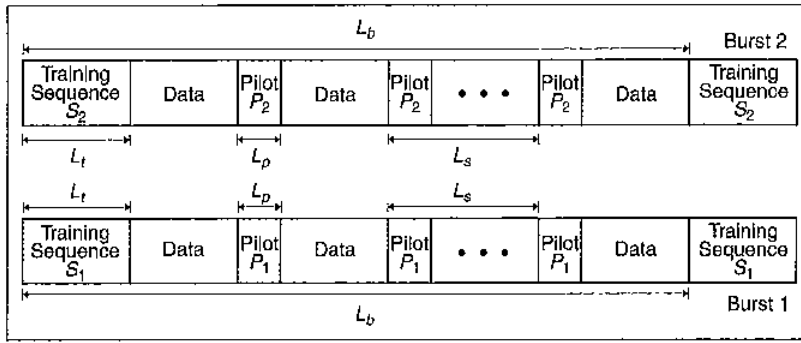 L_b
Burst 2
Training Sequence S_2 Data Pilot P_2 Data Pilot P_2 • • • Pilot P_2 Data Training Sequence S_2
L_t L_p L_s
L_t L_p L_s
Training Sequence S_1 Data Pilot P_1 Data Pilot P_1 • • • Pilot P_1 Data Training Sequence S_1
L_b
Burst 1